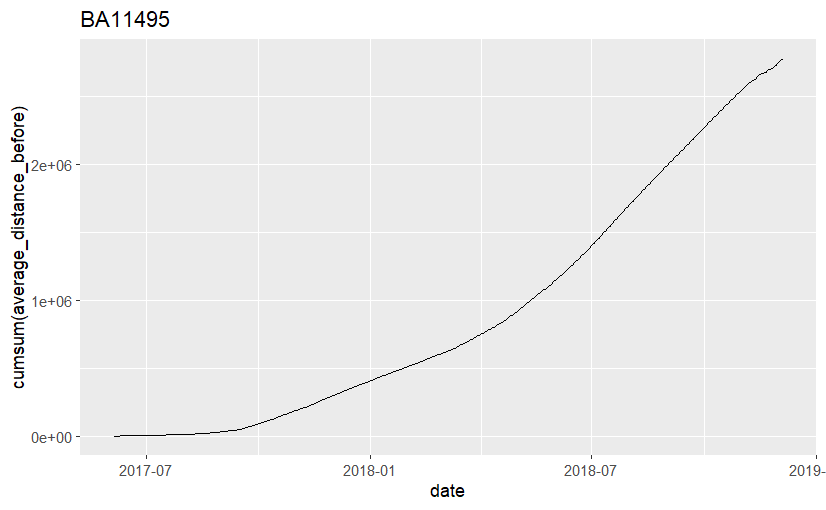 BA11495
cumsum(average_distance_before)
2e+06
1e+06
0e+00
2017-07
2018-01
2018-07
2019-
date